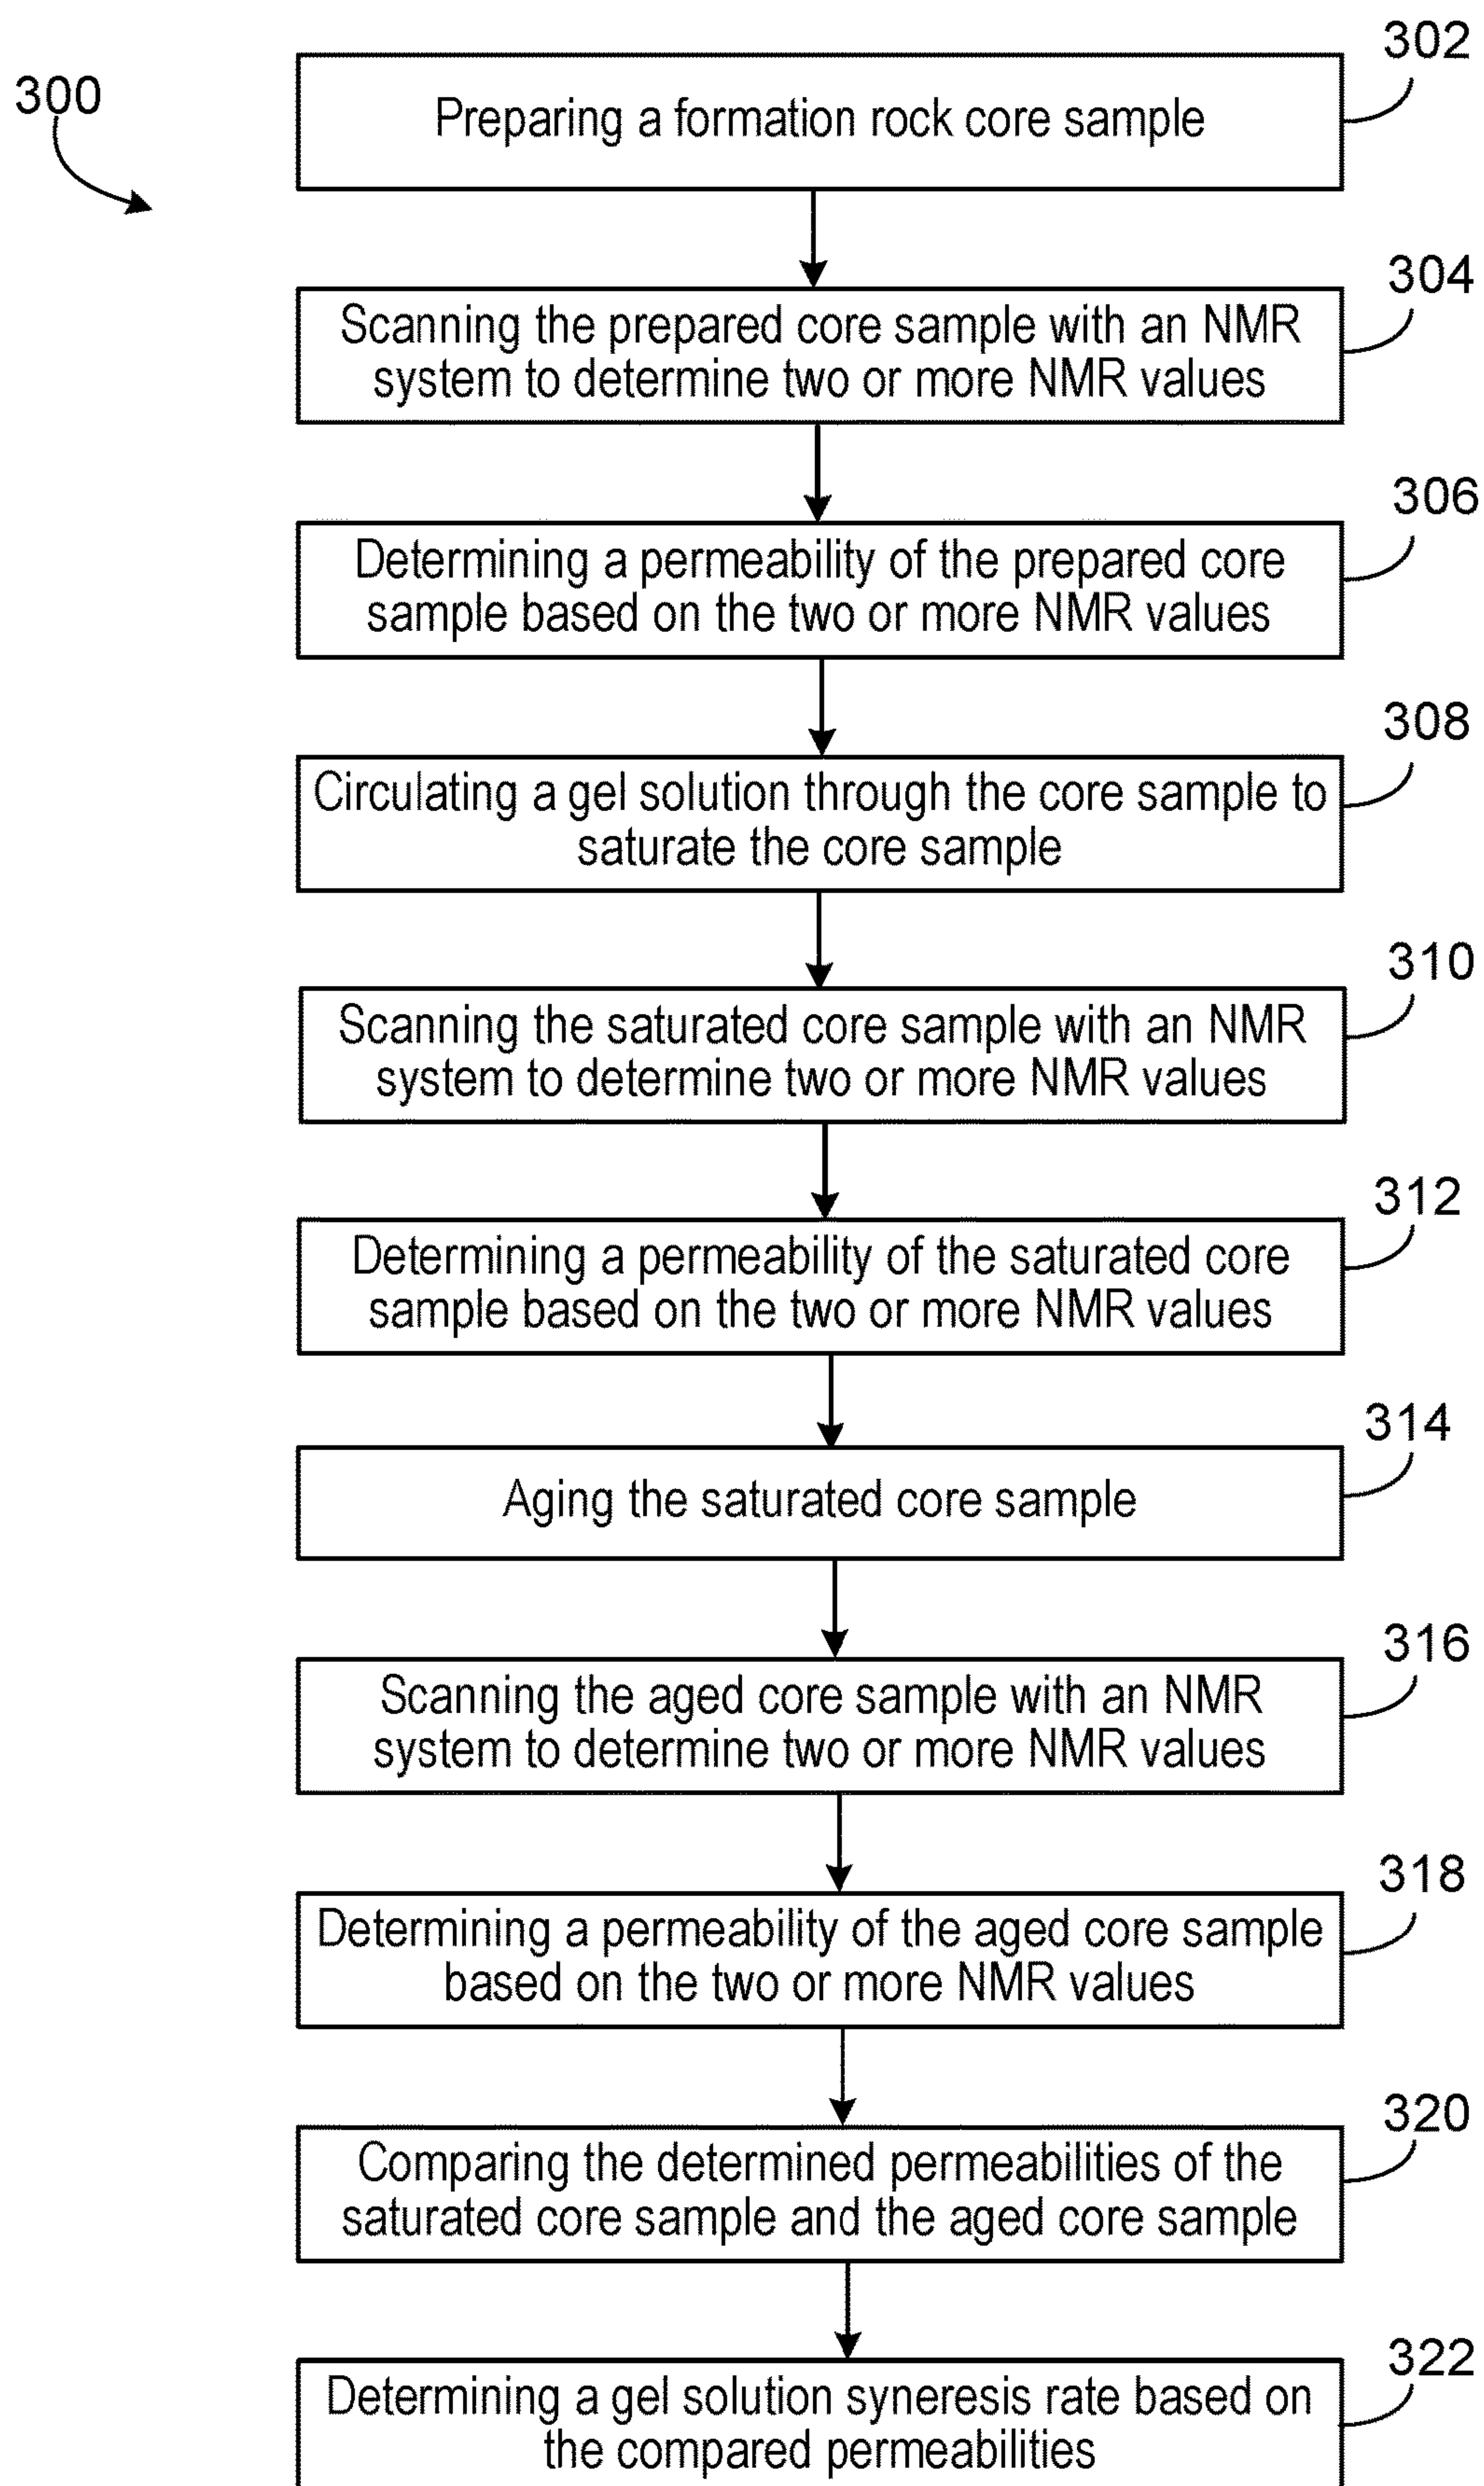 300
302
Preparing a formation rock core sample
304
Scanning the prepared core sample with an NMR
system to determine two or more NMR values
306
Determining a permeability of the prepared core
sample based on the two or more NMR values
308
Circulating a gel solution through the core sample to
saturate the core sample
310
Scanning the saturated core sample with an NMR
system to determine two or more NMR values
312
Determining a permeability of the saturated core
sample based on the two or more NMR values
314
Aging the saturated core sample
316
Scanning the aged core sample with an NMR
system to determine two or more NMR values
318
Determining a permeability of the aged core sample
based on the two or more NMR values
320
Comparing the determined permeabilities of the
saturated core sample and the aged core sample
322
Determining a gel solution syneresis rate based on
the compared permeabilities